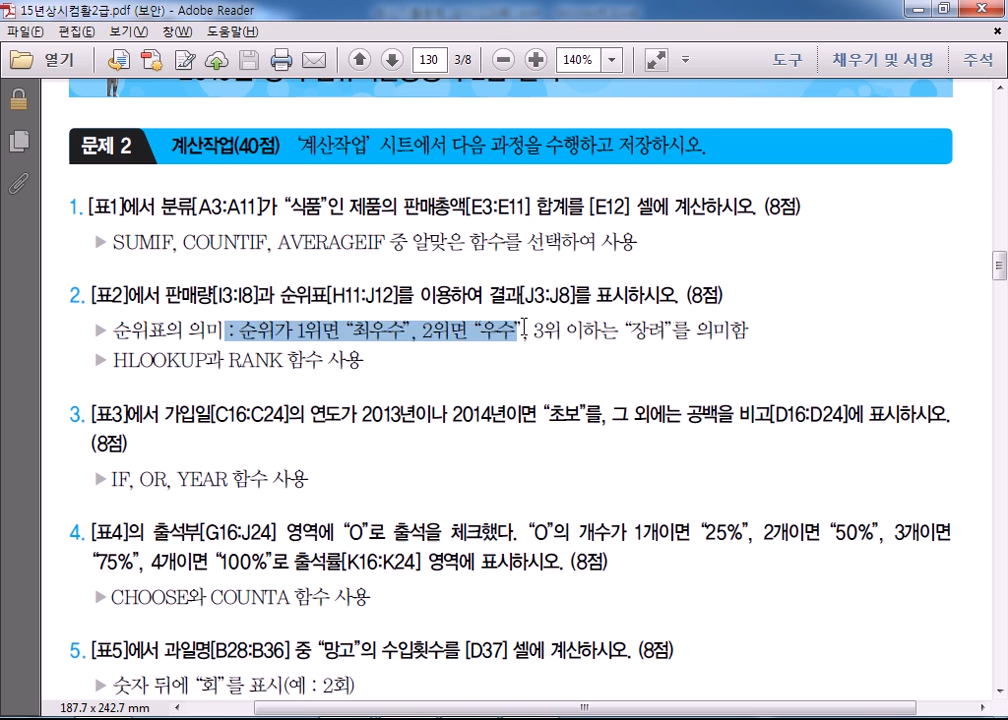 15년상시컴활2급.pdf (보안) - Adobe Reader
파일(F) 편집(E) 보기(V) 창(W) 도움말(H)
열기 130 3/8 140% 도구 채우기 및 서명 주석
문제 2 계산작업(40점) ‘계산작업’ 시트에서 다음 과정을 수행하고 저장하시오.
1. [표1]에서 분류[A3:A11]가 “식품”인 제품의 판매총액[E3:E11] 합계를 [E12] 셀에 계산하시오. (8점)
▶ SUMIF, COUNTIF, AVERAGEIF 중 알맞은 함수를 선택하여 사용
2. [표2]에서 판매량[I3:I8]과 순위표[H11:J12]를 이용하여 결과[J3:J8]를 표시하시오. (8점)
▶ 순위표의 의미 : 순위가 1위면 “최우수”, 2위면 “우수”, 3위 이하는 “장려”를 의미함
▶ HLOOKUP과 RANK 함수 사용
3. [표3]에서 가입일[C16:C24]의 연도가 2013년이나 2014년이면 “초보”를, 그 외에는 공백을 비고[D16:D24]에 표시하시오.
(8점)
▶ IF, OR, YEAR 함수 사용
4. [표4]의 출석부[G16:J24] 영역에 “O”로 출석을 체크했다. “O”의 개수가 1개이면 “25%”, 2개이면 “50%”, 3개이면
“75%”, 4개이면 “100%”로 출석률[K16:K24] 영역에 표시하시오. (8점)
▶ CHOOSE와 COUNTA 함수 사용
5. [표5]에서 과일명[B28:B36] 중 “망고”의 수입횟수를 [D37] 셀에 계산하시오. (8점)
▶ 숫자 뒤에 “회”를 표시(예 : 2회)
187.7 x 242.7 mm